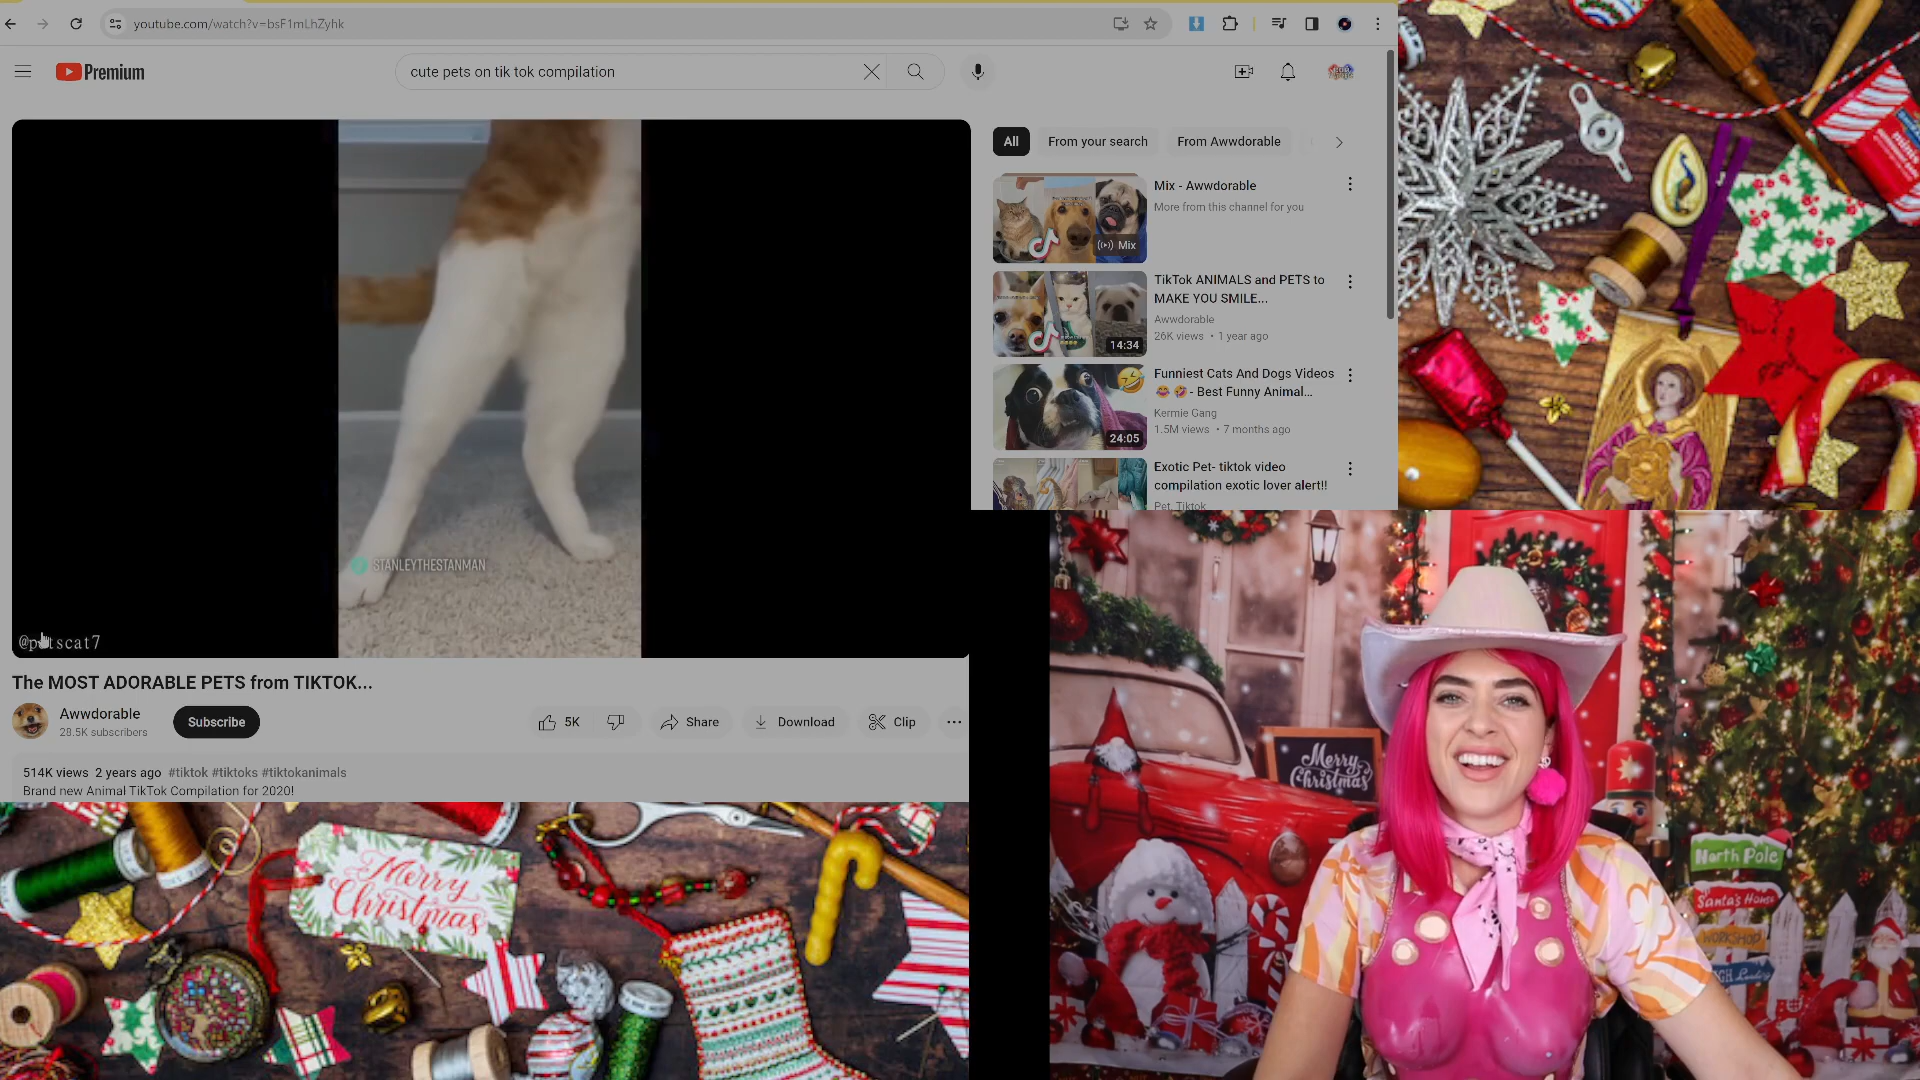 youtube.com/watch?v=bsF1mLhZyhk
Premium
cute pets on tik tok compilation
All
From your search
From Awwdorable
STANLEYTHESTANMAN
The MOST ADORABLE PETS from TIKTOK...
Awwdorable
28.5K subscribers
Subscribe
5K
Share
Download
Clip
514K views 2 years ago #tiktok #tiktoks #tiktokanimals
Brand new Animal TikTok Compilation for 2020!
Mix
Mix - Awwdorable
More from this channel for you
14:34
TikTok ANIMALS and PETS to
MAKE YOU SMILE...
Awwdorable
26K views • 1 year ago
24:05
Funniest Cats And Dogs Videos
😂 🤣 - Best Funny Animal...
Kermie Gang
1.5M views • 7 months ago
Exotic Pet- tiktok video
compilation exotic lover alert!!
Pet, Tiktok
Merry
Christmas
Merry
Christmas
North Pole
Santa's House
WORKSHOP